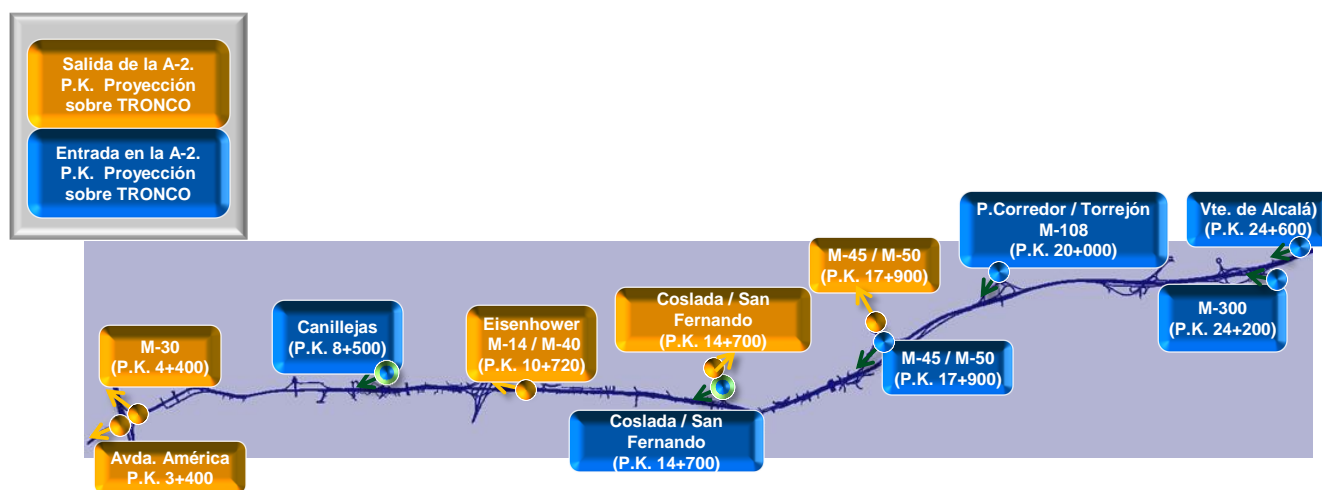 Salida de la A-2.
P.K. Proyección
sobre TRONCO
Entrada en la A-2.
P.K. Proyección
sobre TRONCO
P.Corredor / Torrejón
M-108
(P.K. 20+000)
Vte. de Alcalá)
(P.K. 24+600)
M-45 / M-50
(P.K. 17+900)
Coslada / San
Fernando
(P.K. 14+700)
Canillejas
(P.K. 8+500)
Eisenhower
M-14 / M-40
(P.K. 10+720)
M-30
(P.K. 4+400)
M-300
(P.K. 24+200)
M-45 / M-50
(P.K. 17+900)
Coslada / San
Fernando
(P.K. 14+700)
Avda. América
P.K. 3+400